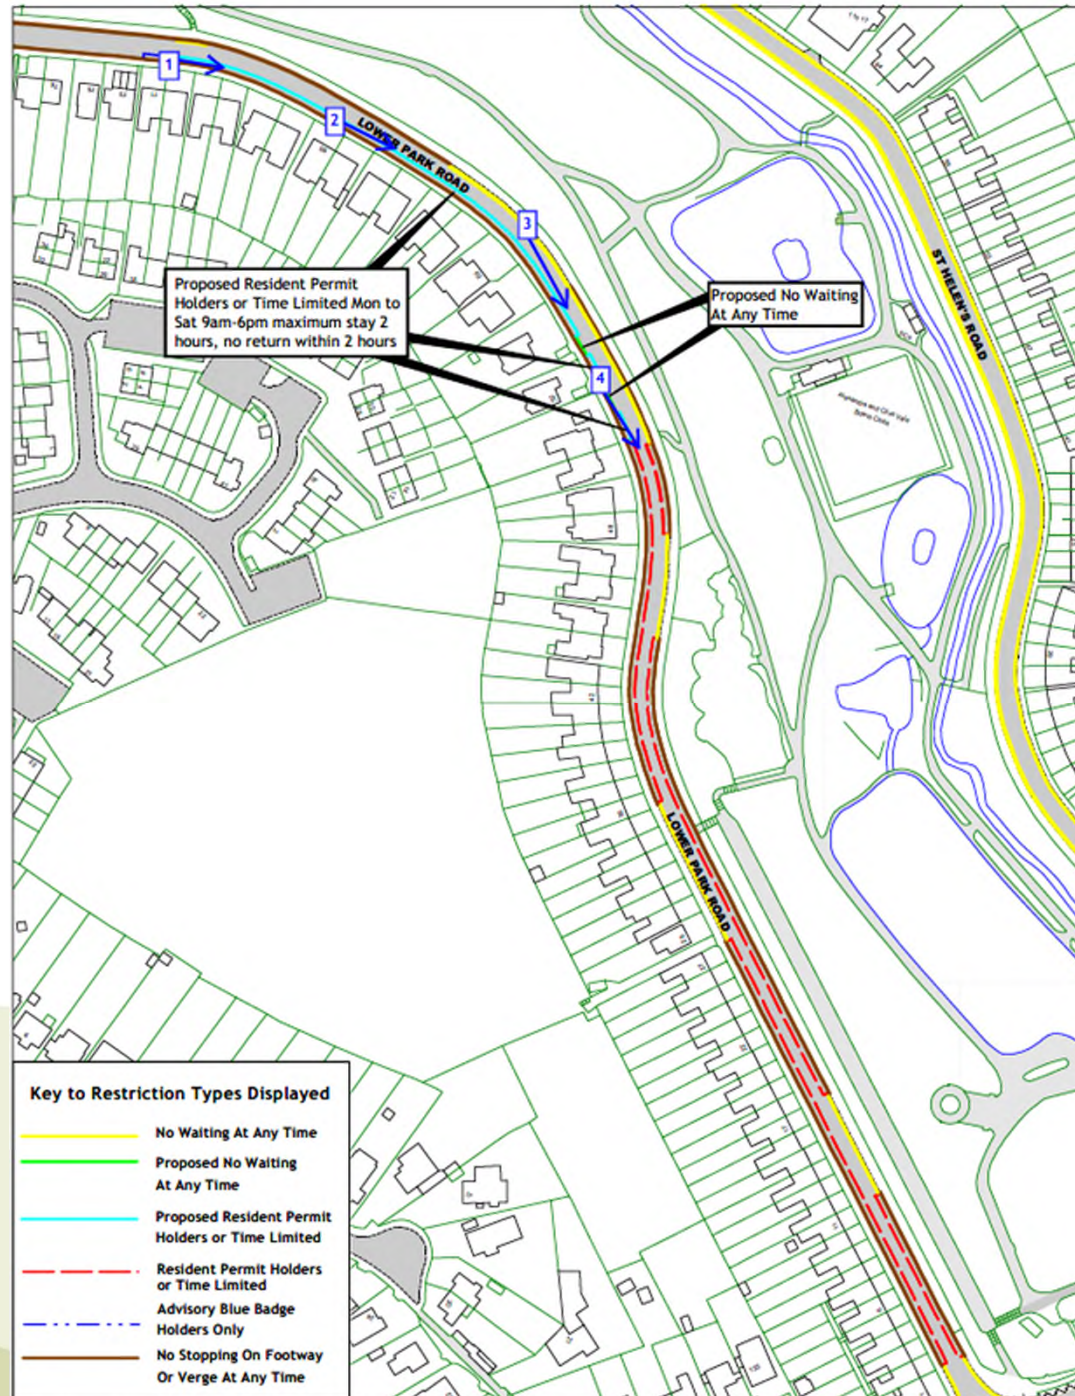 1
2
LOWER PARK ROAD
3
ST HELEN'S ROAD
Proposed Resident Permit
Holders or Time Limited Mon to
Sat 9am-6pm maximum stay 2
hours, no return within 2 hours
Proposed No Waiting
At Any Time
4
LOWER PARK ROAD
Key to Restriction Types Displayed
No Waiting At Any Time
Proposed No Waiting
At Any Time
Proposed Resident Permit
Holders or Time Limited
Resident Permit Holders
or Time Limited
Advisory Blue Badge
Holders Only
No Stopping On Footway
Or Verge At Any Time